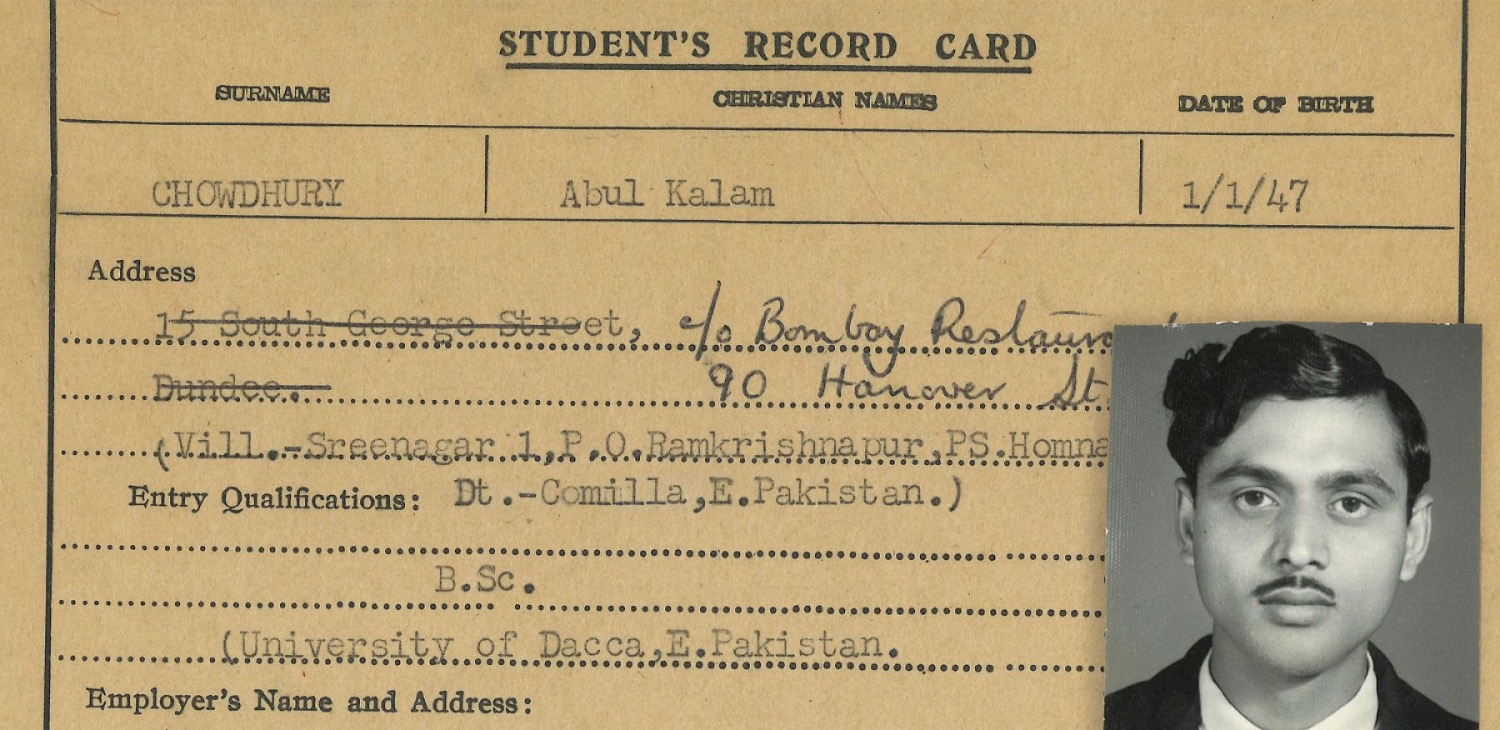 STUDENT'S RECORD CARD
SURNAME CHRISTIAN NAMES DATE OF BIRTH
CHOWDHURY Abul Kalam 1/1/47
Address
15 South George Street, c/o Bombay
Dundee. 90 Hanover St
(Vill.-Sreenagar 1,P.O.Ramkrishnapur,PS.Homna
Entry Qualifications: Dt.-Comilla,E.Pakistan.)
B.Sc.
(University of Dacca,E.Pakistan.
Employer's Name and Address: